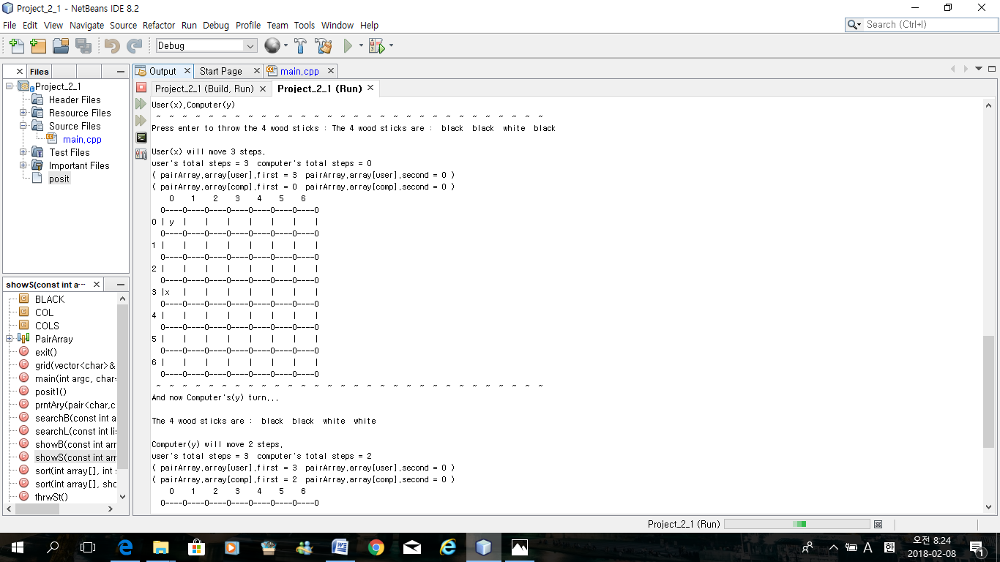 Project_2_1 - NetBeans IDE 8.2
File Edit View Navigate Source Refactor Run Debug Profile Team Tools Window Help
Search (Ctrl+I)
Debug
Files
Output Start Page main.cpp
Project_2_1 (Build, Run) Project_2_1 (Run)
Project_2_1
Header Files
Resource Files
Source Files
main.cpp
Test Files
Important Files
posit
showS(const int a...
BLACK
COL
COLS
PairArray
exit()
grid(vector<char>&
main(int argc, char
posit1()
prntAry(pair<char,c
searchB(const int a
searchL(const int li
showB(const int arr
showS(const int arr
sort(int array[], int s
sort(int array[], sho
thrwSt()
User(x),Computer(y)
~ ~ ~ ~ ~ ~ ~ ~ ~ ~ ~ ~ ~ ~ ~ ~ ~ ~ ~ ~ ~ ~ ~ ~ ~ ~ ~ ~ ~ ~
Press enter to throw the 4 wood sticks : The 4 wood sticks are : black black white black
User(x) will move 3 steps.
user's total steps = 3 computer's total steps = 0
( pairArray.array[user].first = 3 pairArray.array[user].second = 0 )
( pairArray.array[comp].first = 0 pairArray.array[comp].second = 0 )
0 1 2 3 4 5 6
0----0----0----0----0----0----0----0
0 | y | | | | | | |
0----0----0----0----0----0----0----0
1 | | | | | | | |
0----0----0----0----0----0----0----0
2 | | | | | | | |
0----0----0----0----0----0----0----0
3 |x | | | | | | |
0----0----0----0----0----0----0----0
4 | | | | | | | |
0----0----0----0----0----0----0----0
5 | | | | | | | |
0----0----0----0----0----0----0----0
6 | | | | | | | |
0----0----0----0----0----0----0----0
~ ~ ~ ~ ~ ~ ~ ~ ~ ~ ~ ~ ~ ~ ~ ~ ~ ~ ~ ~ ~ ~ ~ ~ ~ ~ ~ ~ ~ ~
And now Computer's(y) turn...
The 4 wood sticks are : black black white white
Computer(y) will move 2 steps.
user's total steps = 3 computer's total steps = 2
( pairArray.array[user].first = 3 pairArray.array[user].second = 0 )
( pairArray.array[comp].first = 2 pairArray.array[comp].second = 0 )
0 1 2 3 4 5 6
0----0----0----0----0----0----0----0
Project_2_1 (Run)
A 한 오전 8:24
2018-02-08
1